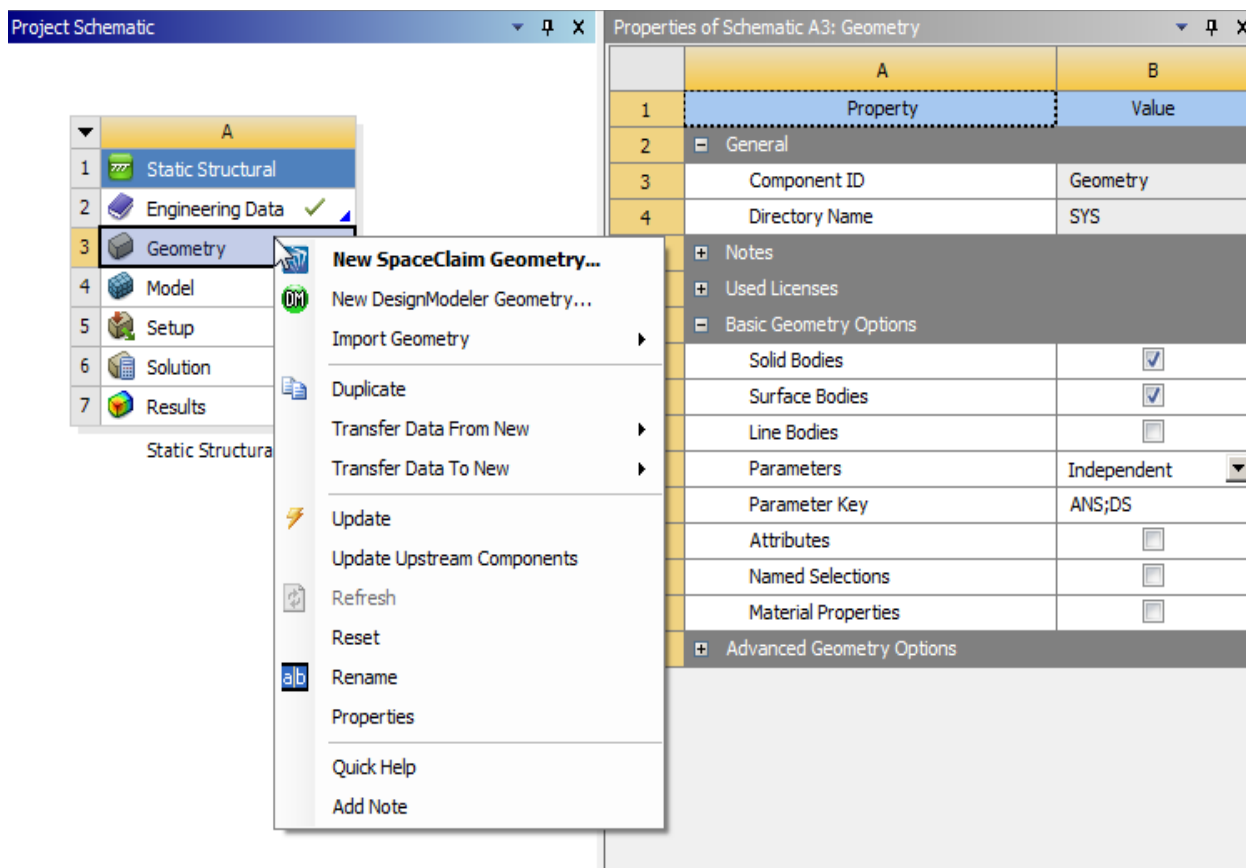 Project Schematic
A
1 Static Structural
2 Engineering Data
3 Geometry
4 Model
5 Setup
6 Solution
7 Results
Static Structura
New SpaceClaim Geometry...
DM New DesignModeler Geometry...
Import Geometry
Duplicate
Transfer Data From New
Transfer Data To New
Update
Update Upstream Components
Refresh
Reset
a|b Rename
Properties
Quick Help
Add Note
Properties of Schematic A3: Geometry
A B
1 Property Value
2 General
3 Component ID Geometry
4 Directory Name SYS
Notes
Used Licenses
Basic Geometry Options
Solid Bodies
Surface Bodies
Line Bodies
Parameters Independent
Parameter Key ANS;DS
Attributes
Named Selections
Material Properties
Advanced Geometry Options